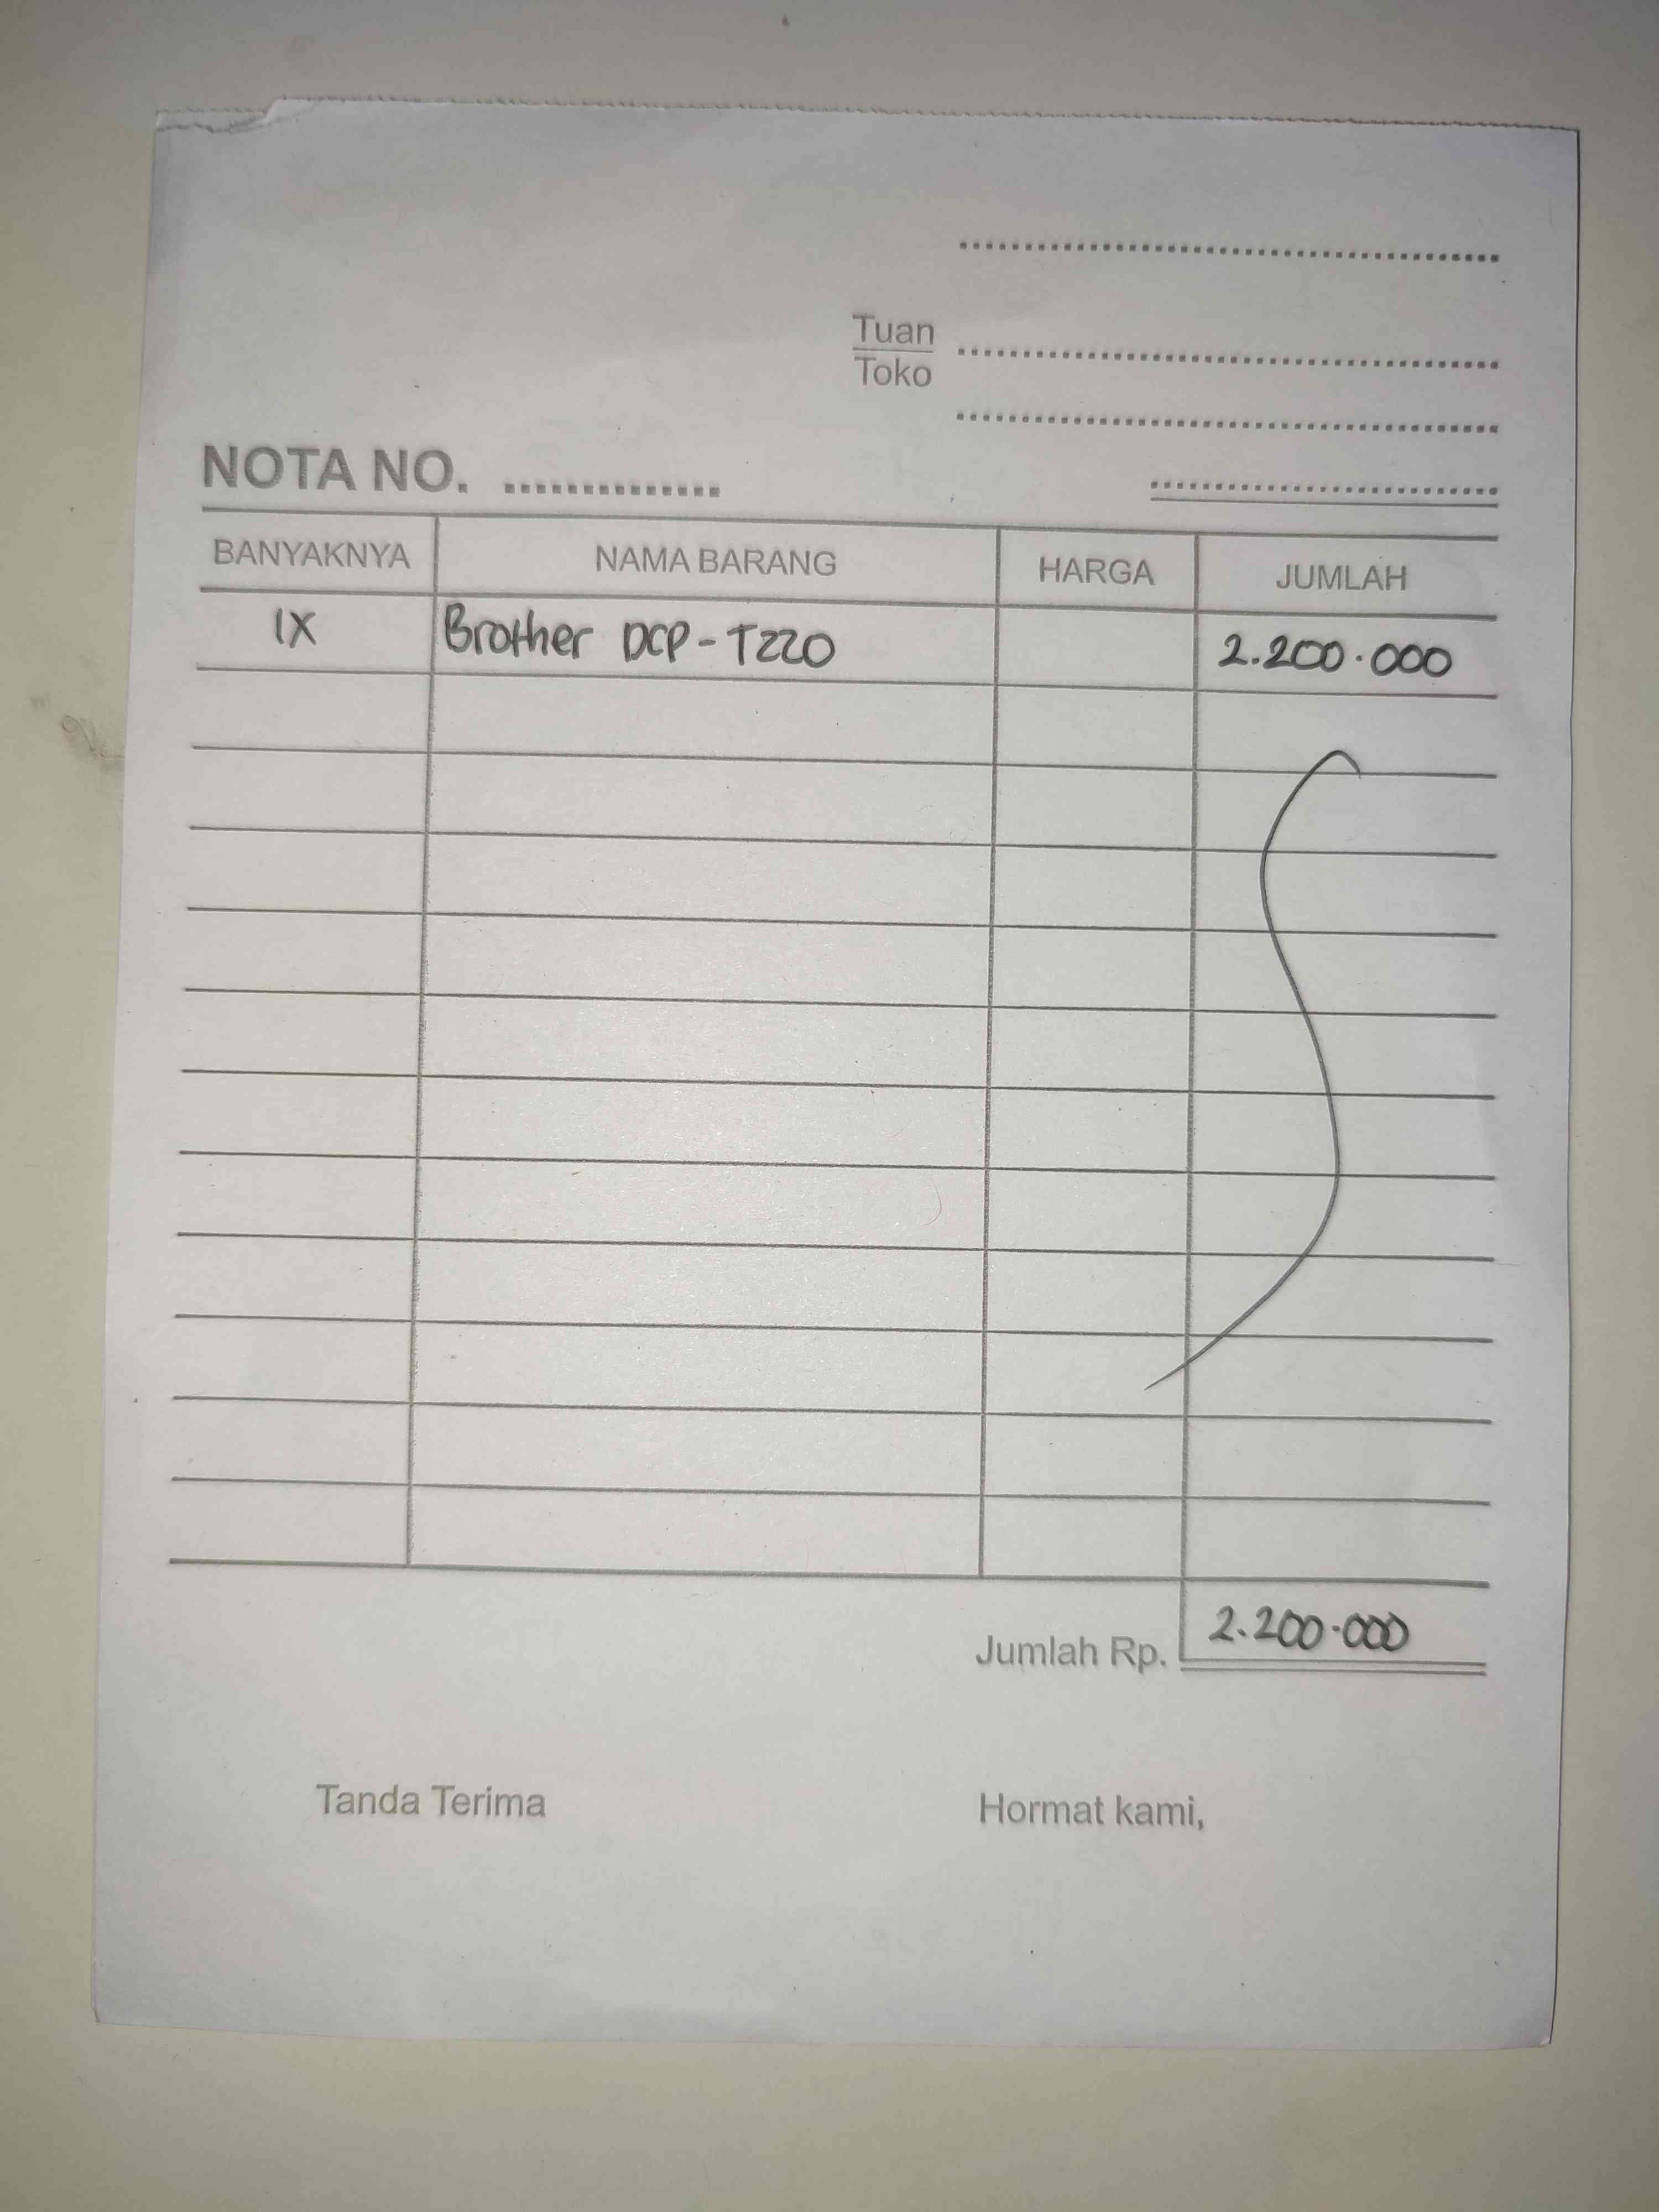 Tuan
Toko
NOTA NO. ..............
BANYAKNYA NAMA BARANG HARGA JUMLAH
1X Brother DCP-T220 2.200.000
Jumlah Rp. 2.200.000
Tanda Terima Hormat kami,